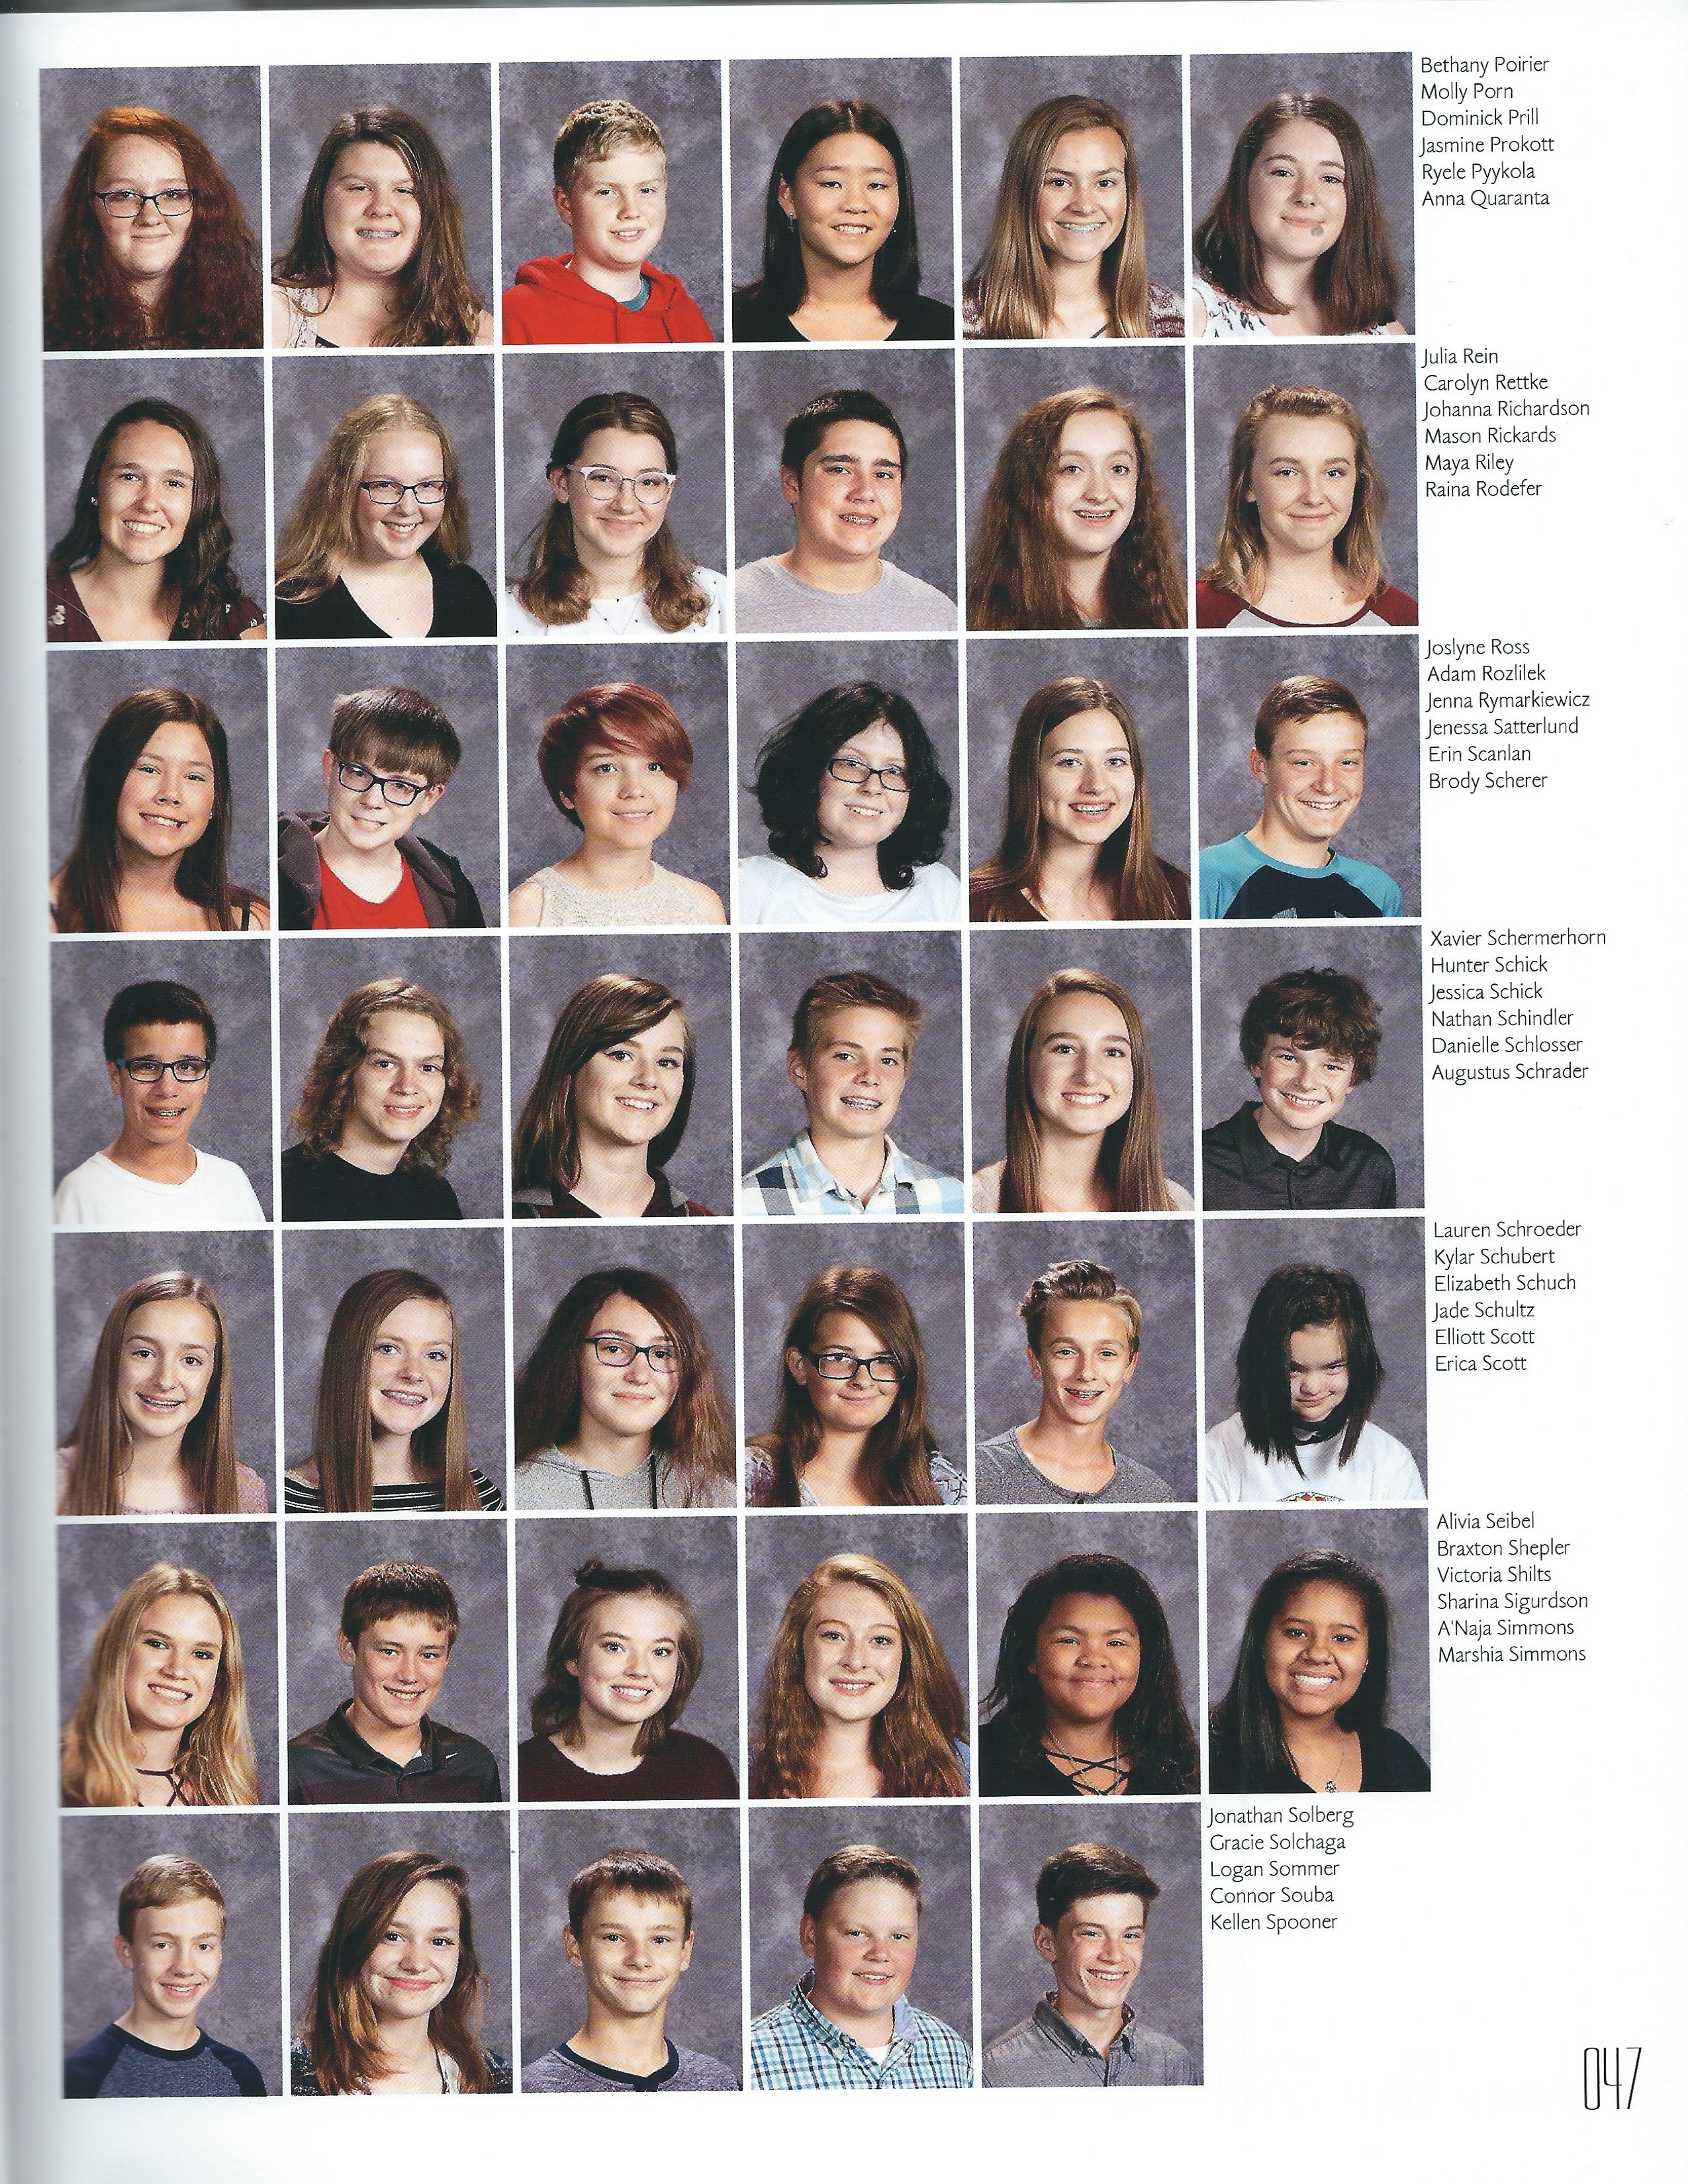 Bethany Poirier
Molly Porn
Dominick Prill
Jasmine Prokott
Ryele Pyykola
Anna Quaranta
Julia Rein
Carolyn Rettke
Johanna Richardson
Mason Rickards
Maya Riley
Raina Rodefer
Joslyne Ross
Adam Rozlilek
Jenna Rymarkiewicz
Jenessa Satterlund
Erin Scanlan
Brody Scherer
Xavier Schermerhorn
Hunter Schick
Jessica Schick
Nathan Schindler
Danielle Schlosser
Augustus Schrader
Lauren Schroeder
Kylar Schubert
Elizabeth Schuch
Jade Schultz
Elliott Scott
Erica Scott
Alivia Seibel
Braxton Shepler
Victoria Shilts
Sharina Sigurdson
A'Naja Simmons
Marshia Simmons
Jonathan Solberg
Gracie Solchaga
Logan Sommer
Connor Souba
Kellen Spooner
047